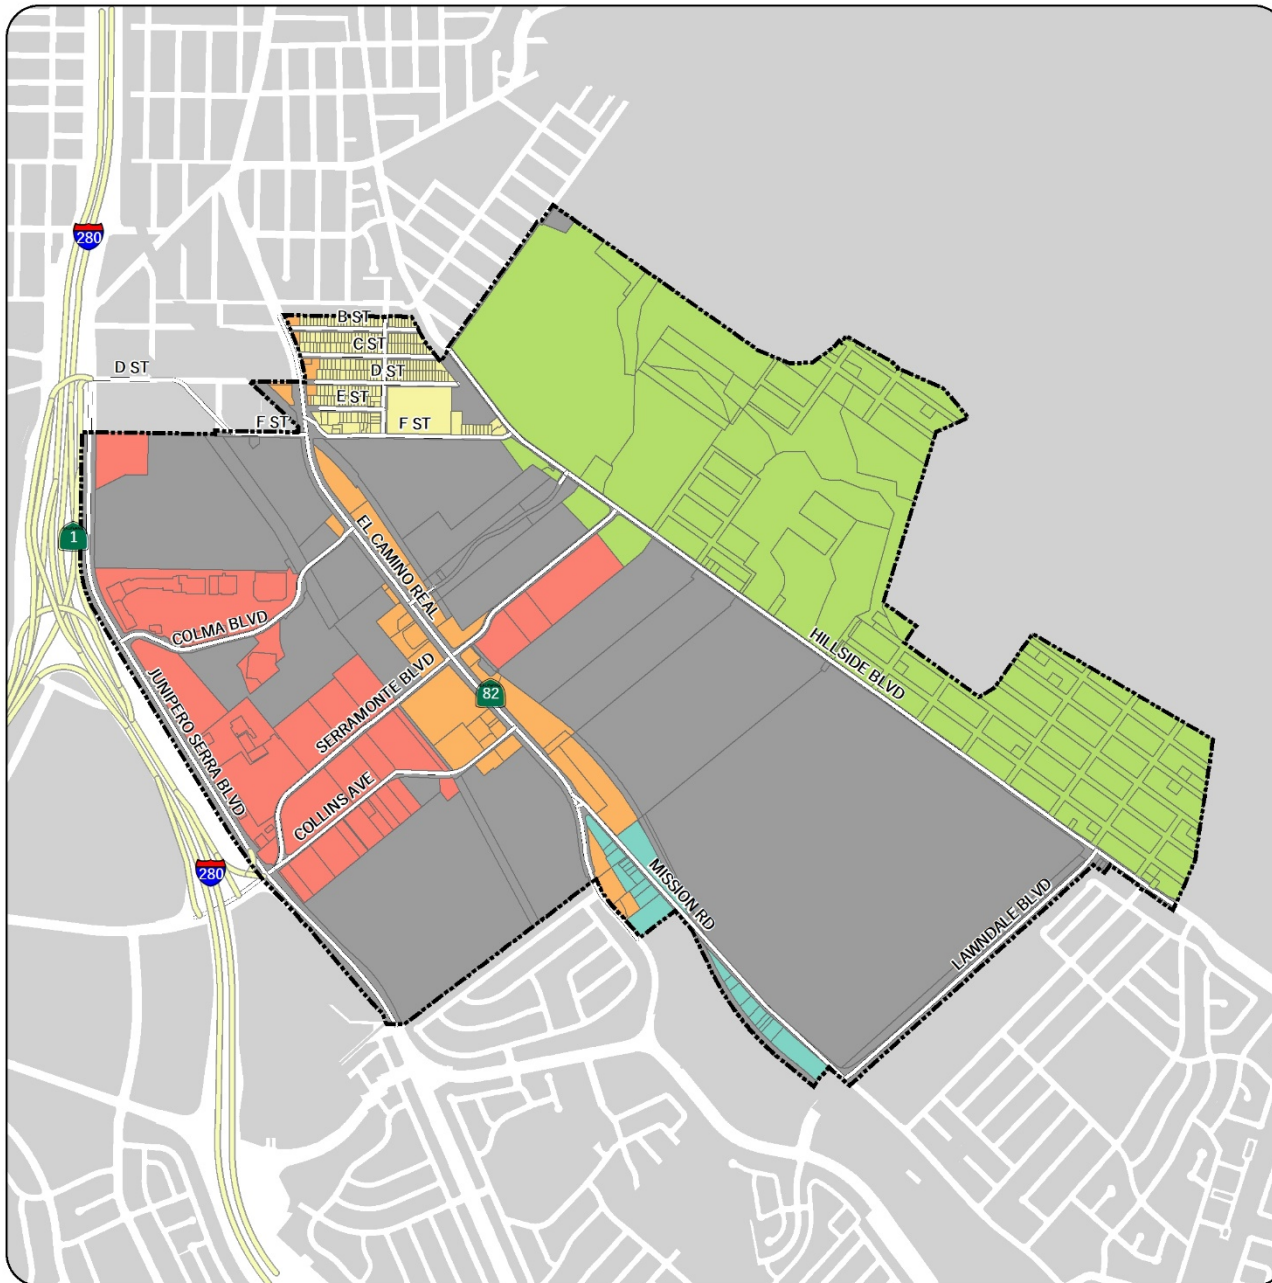 280
B ST
C ST
D ST
D ST
E ST
F ST
F ST
1
EL CAMINO REAL
COLMA BLVD
HILLSIDE BLVD
SERRAMONTE BLVD
82
JUNIPERO SERRA BLVD
COLLINS AVE
280
MISSION RD
LAWNDALE BLVD